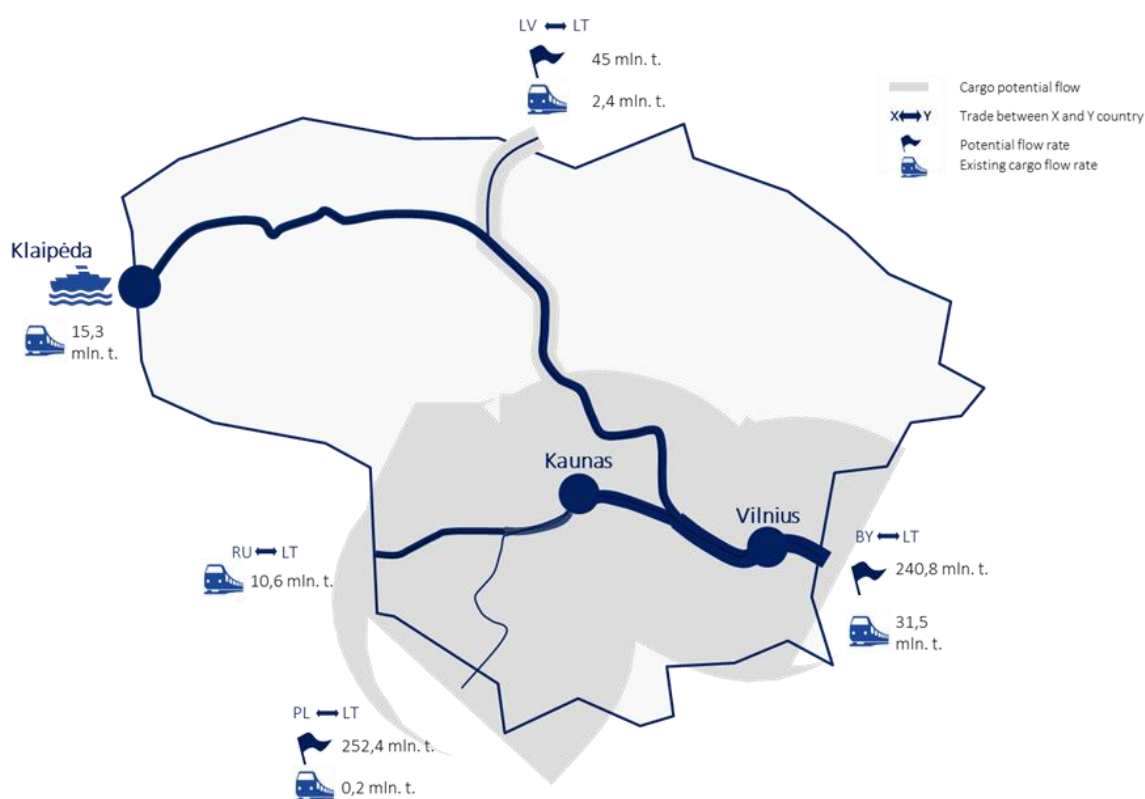 LV LT
45 mln. t.
2,4 mln. t.
Cargo potential flow
X Y Trade between X and Y country
Potential flow rate
Existing cargo flow rate
Klaipėda
15,3
mln. t.
Kaunas
Vilnius
RU LT
10,6 mln. t.
BY LT
240,8 mln. t.
31,5
mln. t.
PL LT
252,4 mln. t.
0,2 mln. t.